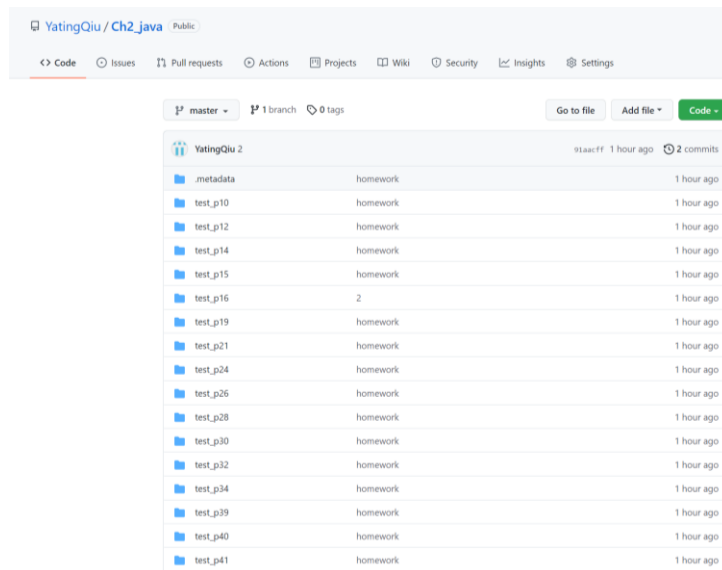 YatingQiu / Ch2_java Public
<> Code Issues Pull requests Actions Projects Wiki Security Insights Settings
master 1 branch 0 tags Go to file Add file Code
YatingQiu 2 91aacff 1 hour ago 2 commits
.metadata homework 1 hour ago
test_p10 homework 1 hour ago
test_p12 homework 1 hour ago
test_p14 homework 1 hour ago
test_p15 homework 1 hour ago
test_p16 2 1 hour ago
test_p19 homework 1 hour ago
test_p21 homework 1 hour ago
test_p24 homework 1 hour ago
test_p26 homework 1 hour ago
test_p28 homework 1 hour ago
test_p30 homework 1 hour ago
test_p32 homework 1 hour ago
test_p34 homework 1 hour ago
test_p39 homework 1 hour ago
test_p40 homework 1 hour ago
test_p41 homework 1 hour ago